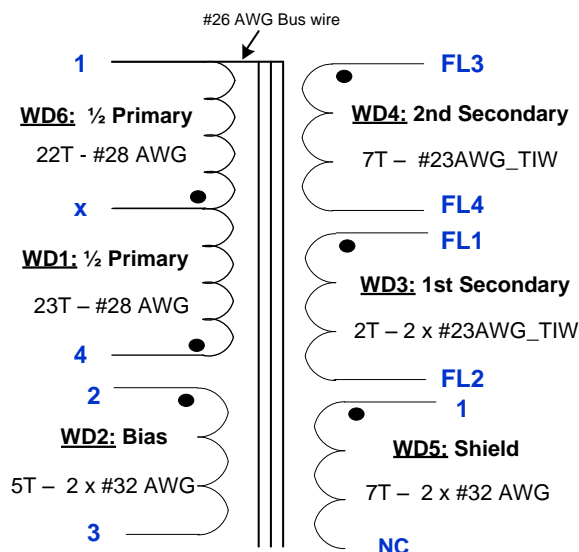 #26 AWG Bus wire
1
WD6: ½ Primary
22T - #28 AWG
x
WD1: ½ Primary
23T – #28 AWG
4
2
WD2: Bias
5T – 2 x #32 AWG
3
FL3
WD4: 2nd Secondary
7T – #23AWG_TIW
FL4
FL1
WD3: 1st Secondary
2T – 2 x #23AWG_TIW
FL2
1
WD5: Shield
7T – 2 x #32 AWG
NC